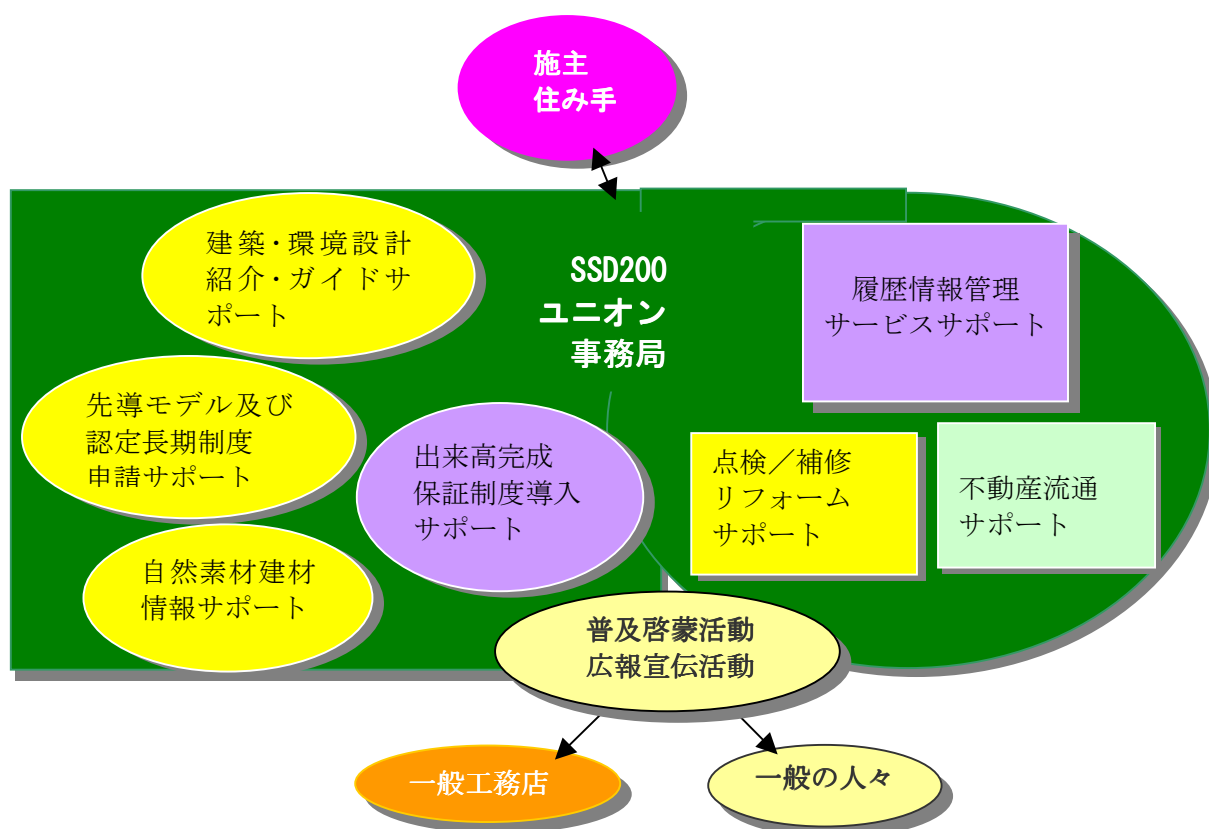 施主
住み手
建築・環境設計
紹介・ガイドサ
ポート
SSD200
ユニオン
事務局
履歴情報管理
サービスサポート
先導モデル及び
認定長期制度
申請サポート
出来高完成
保証制度導入
サポート
点検／補修
リフォーム
サポート
不動産流通
サポート
自然素材建材
情報サポート
普及啓蒙活動
広報宣伝活動
一般工務店
一般の人々